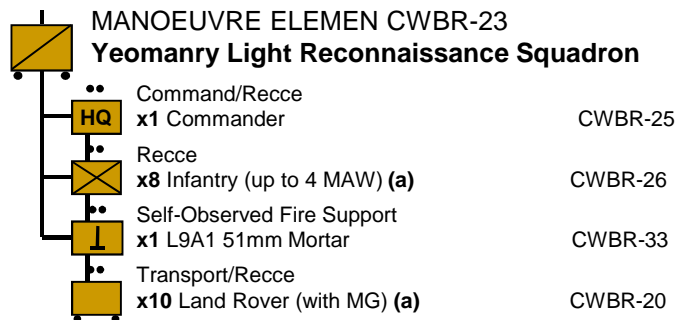 MANOEUVRE ELEMEN CWBR-23
Yeomanry Light Reconnaissance Squadron
Command/Recce
HQ x1 Commander CWBR-25
Recce
x8 Infantry (up to 4 MAW) (a) CWBR-26
Self-Observed Fire Support
x1 L9A1 51mm Mortar CWBR-33
Transport/Recce
x10 Land Rover (with MG) (a) CWBR-20